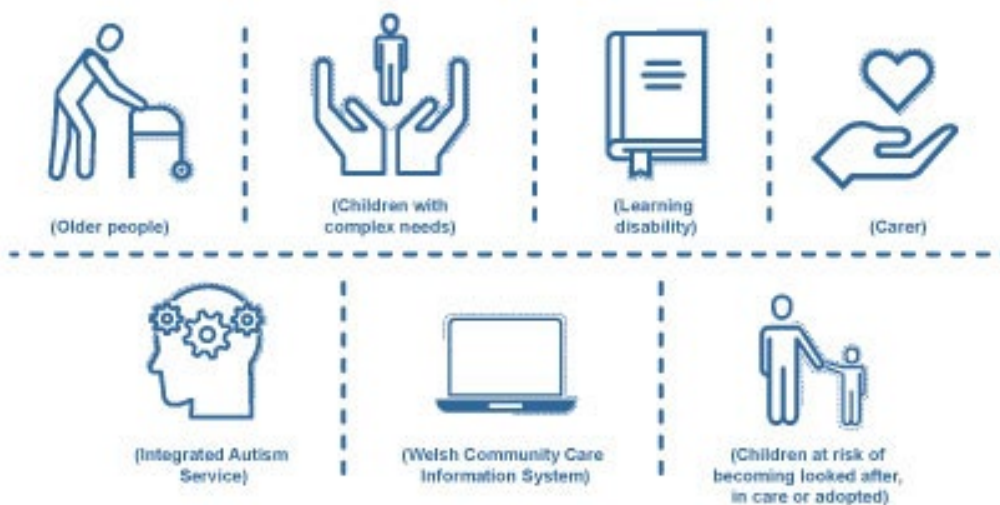 (Older people)
(Children with
complex needs)
(Learning
disability)
(Carer)
(Integrated Autism
Service)
(Welsh Community Care
Information System)
(Children at risk of
becoming looked after,
in care or adopted)